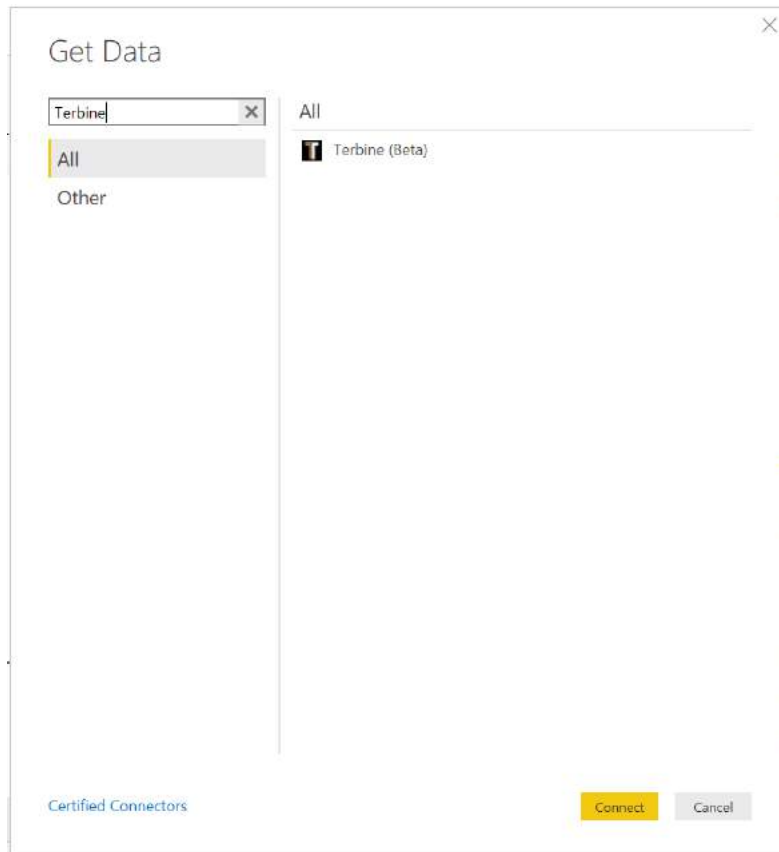 Get Data
Terbine
All
Other
All
Terbine (Beta)
Certified Connectors
Connect
Cancel